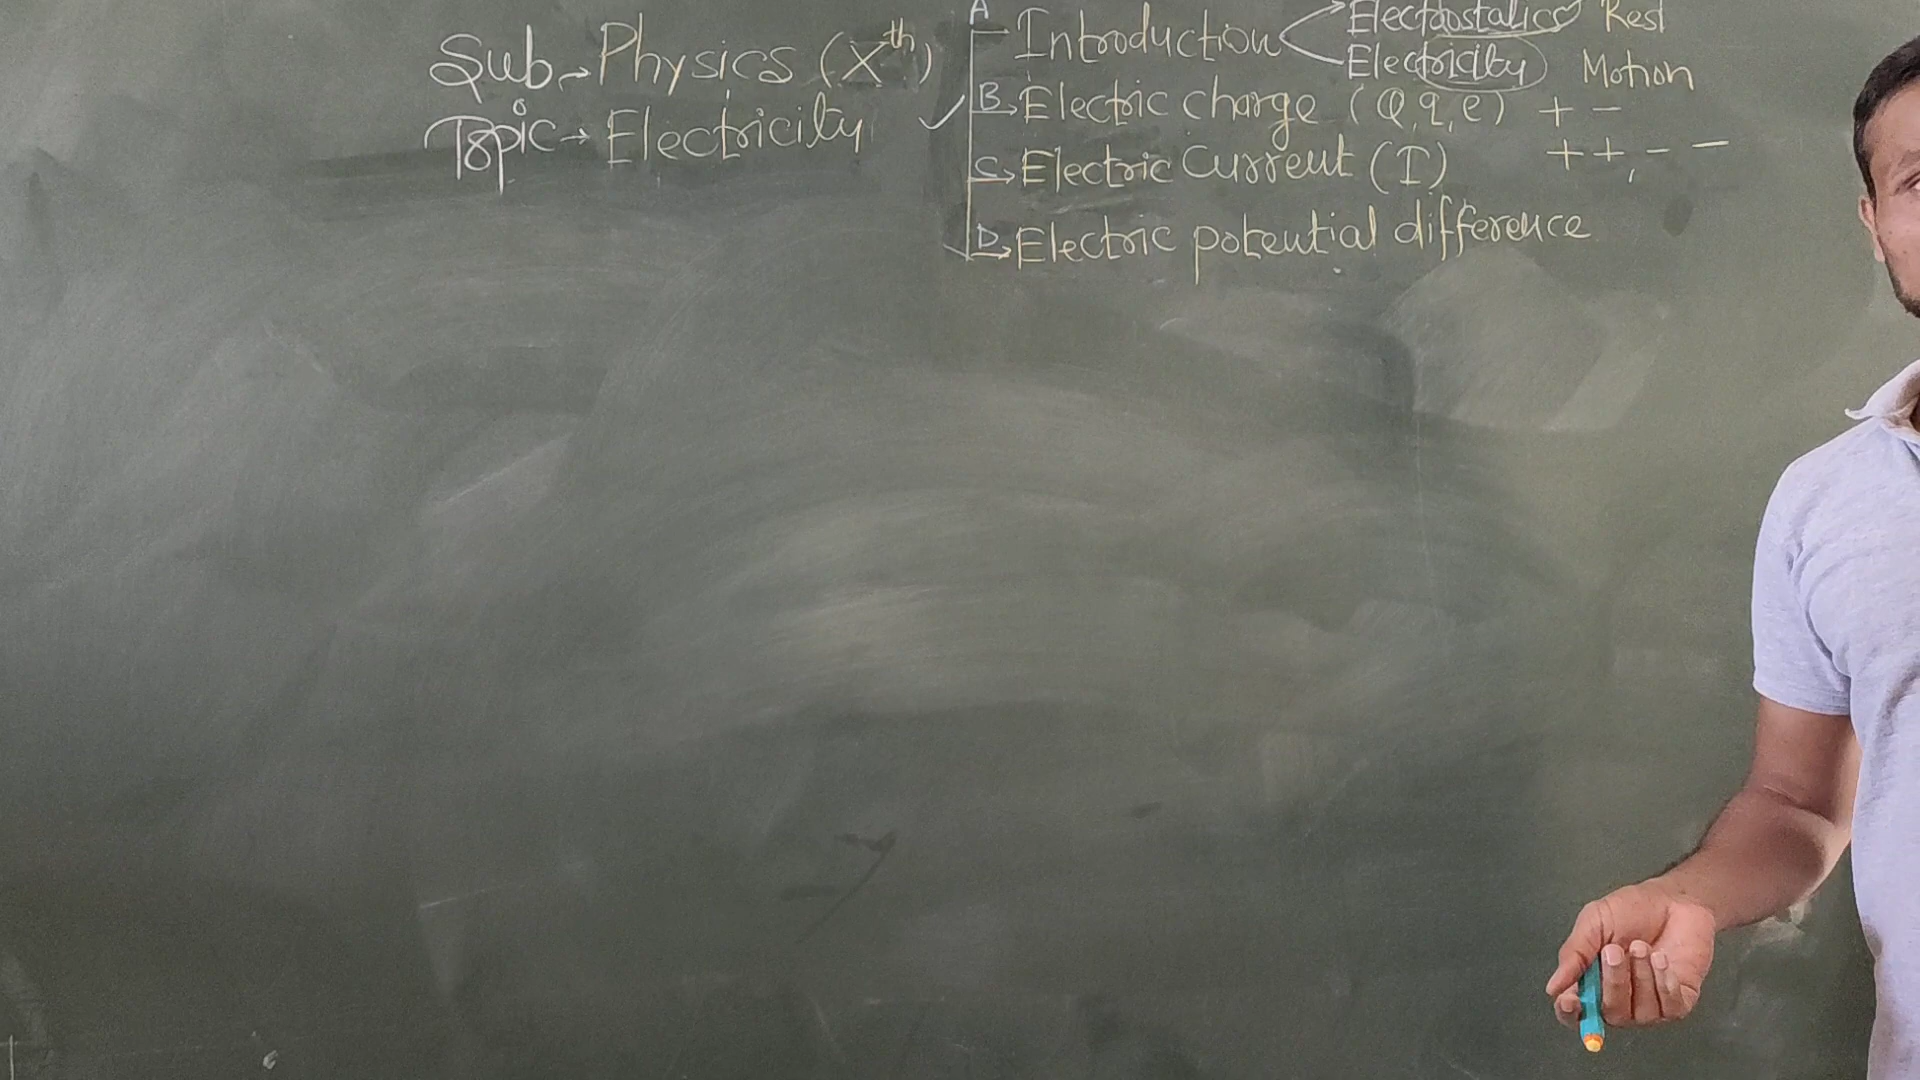 Sub→ Physics (Xth)
Topic→ Electricity
A Introduction
Electrostatics Rest
Electricity Motion
B→ Electric charge (Q,q,e) + −
+ + , − −
C→ Electric Current (I)
D→ Electric potential difference